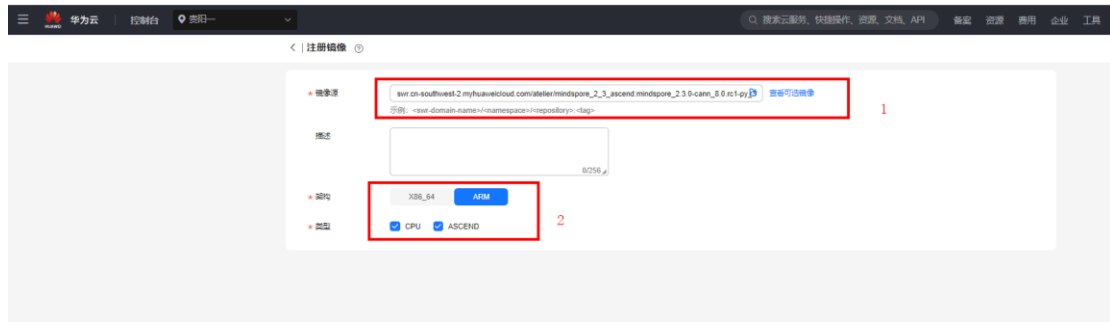 HUAWEI 华为云 控制台 贵阳一 搜索云服务、快捷操作、资源、文档、API 备案 资源 费用 企业 工具
< | 注册镜像 ?
* 镜像源 swr.cn-southwest-2.myhuaweicloud.com/atelier/mindspore_2_3_ascend:mindspore_2.3.0-cann_8.0.rc1-py_ 查看可选镜像
示例: <swr-domain-name>/<namespace>/<repository>:<tag>
1
描述
0/256
* 架构 X86_64 ARM
* 类型 CPU ASCEND
2